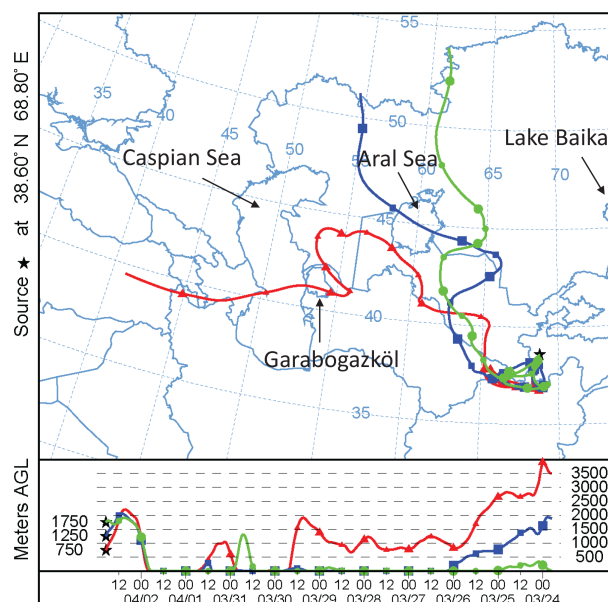 Source ★ at 38.60° N 68.80° E
55
35
40
45
50
50
60
65
70
45
40
35
Caspian Sea
Aral Sea
Lake Baika
Garabogazköl
Meters AGL
1750
1250
750
3500
3000
2500
2000
1500
1000
500
12 00 12 00 12 00 12 00 12 00 12 00 12 00 12 00 12 00 12 00
04/02 04/01 03/31 03/30 03/29 03/28 03/27 03/26 03/25 03/24